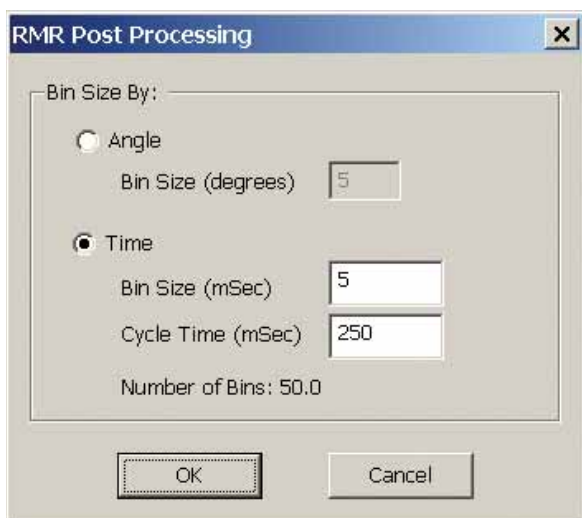 RMR Post Processing
Bin Size By:
Angle
Bin Size (degrees) 5
Time
Bin Size (mSec) 5
Cycle Time (mSec) 250
Number of Bins: 50.0
OK Cancel